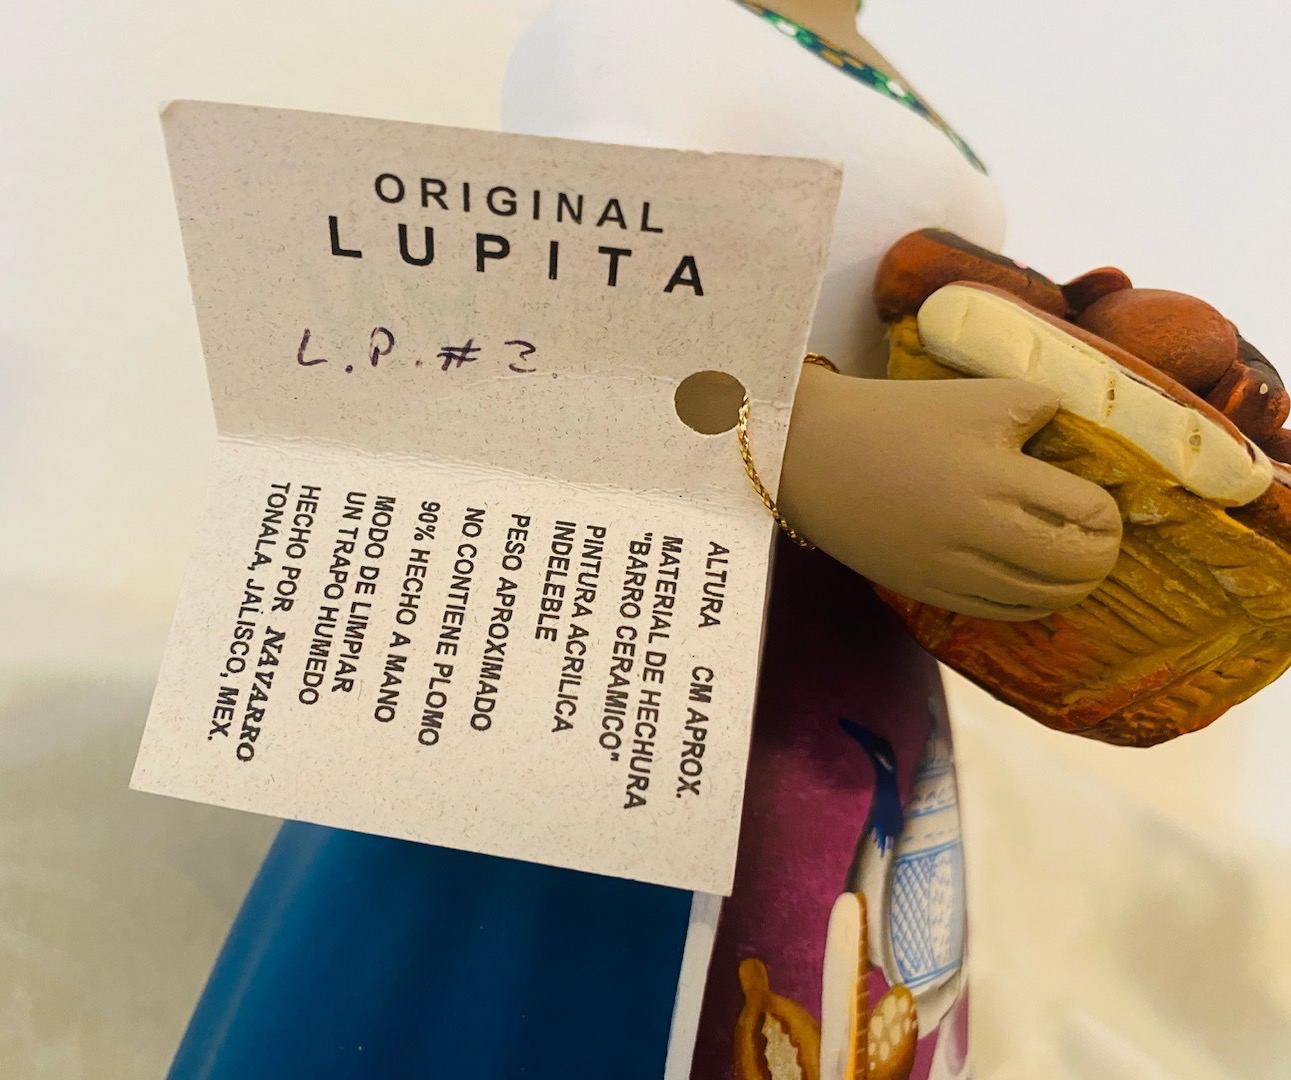 ORIGINAL
LUPITA
L.P. # 2
ALTURA CM APROX.
MATERIAL DE HECHURA
"BARRO CERAMICO"
PINTURA ACRILICA
INDELEBLE
PESO APROXIMADO
NO CONTIENE PLOMO
90% HECHO A MANO
MODO DE LIMPIAR
UN TRAPO HUMEDO
HECHO POR NAVARRO
TONALA, JALISCO, MEX.